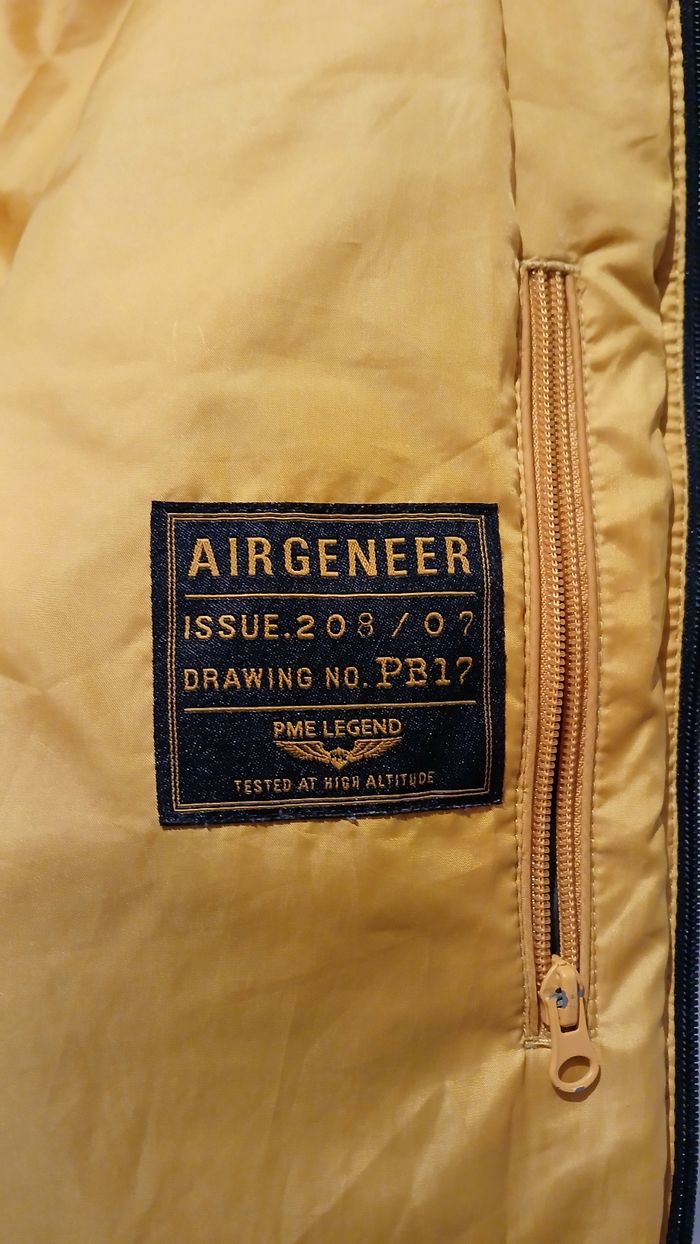 AIRGENEER
ISSUE.208/07
DRAWING NO. PB17
PME LEGEND
TESTED AT HIGH ALTITUDE